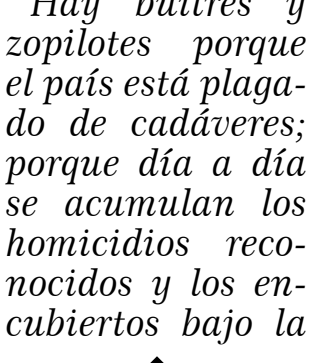 Hay buitres y
zopilotes porque
el país está plaga-
do de cadáveres;
porque día a día
se acumulan los
homicidios reco-
nocidos y los en-
cubiertos bajo la